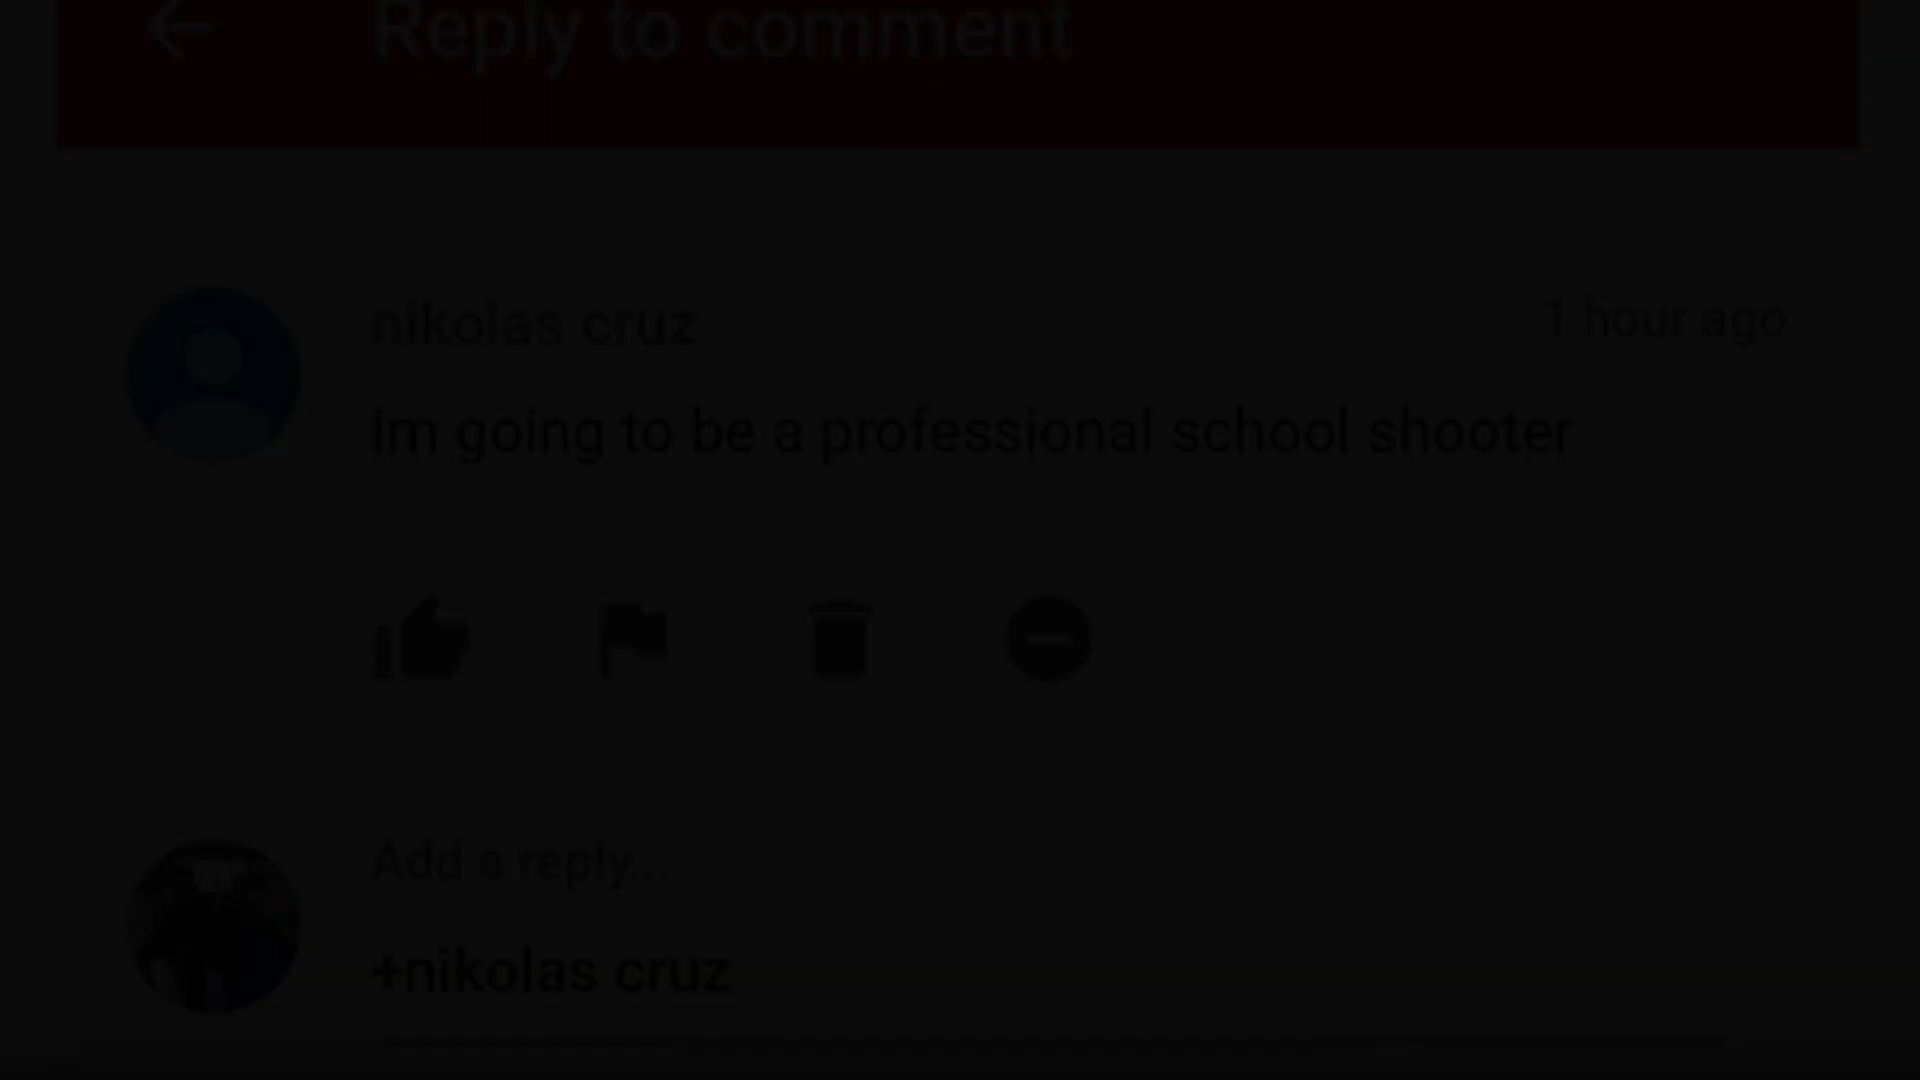 Reply to comment
nikolas cruz
1 hour ago
Im going to be a professional school shooter
Add a reply...
+nikolas cruz